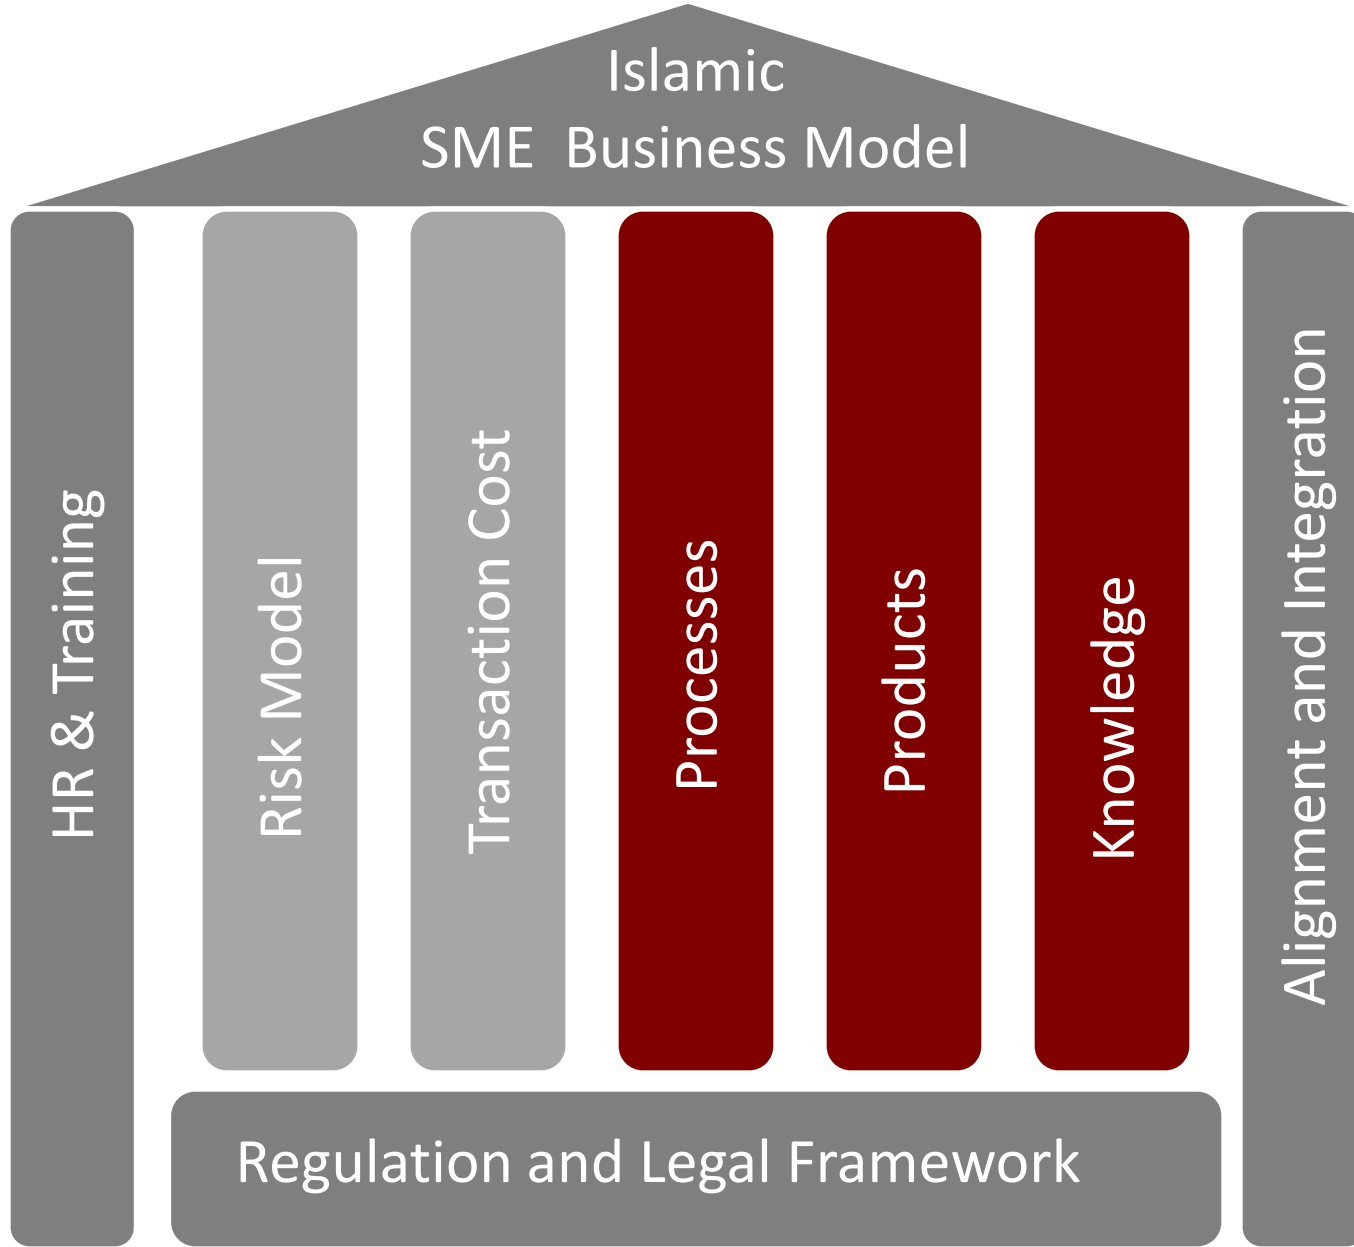 Islamic
SME  Business Model
HR & Training
Risk Model
Transaction Cost
Processes
Products
Knowledge
Alignment and Integration
Regulation and Legal Framework